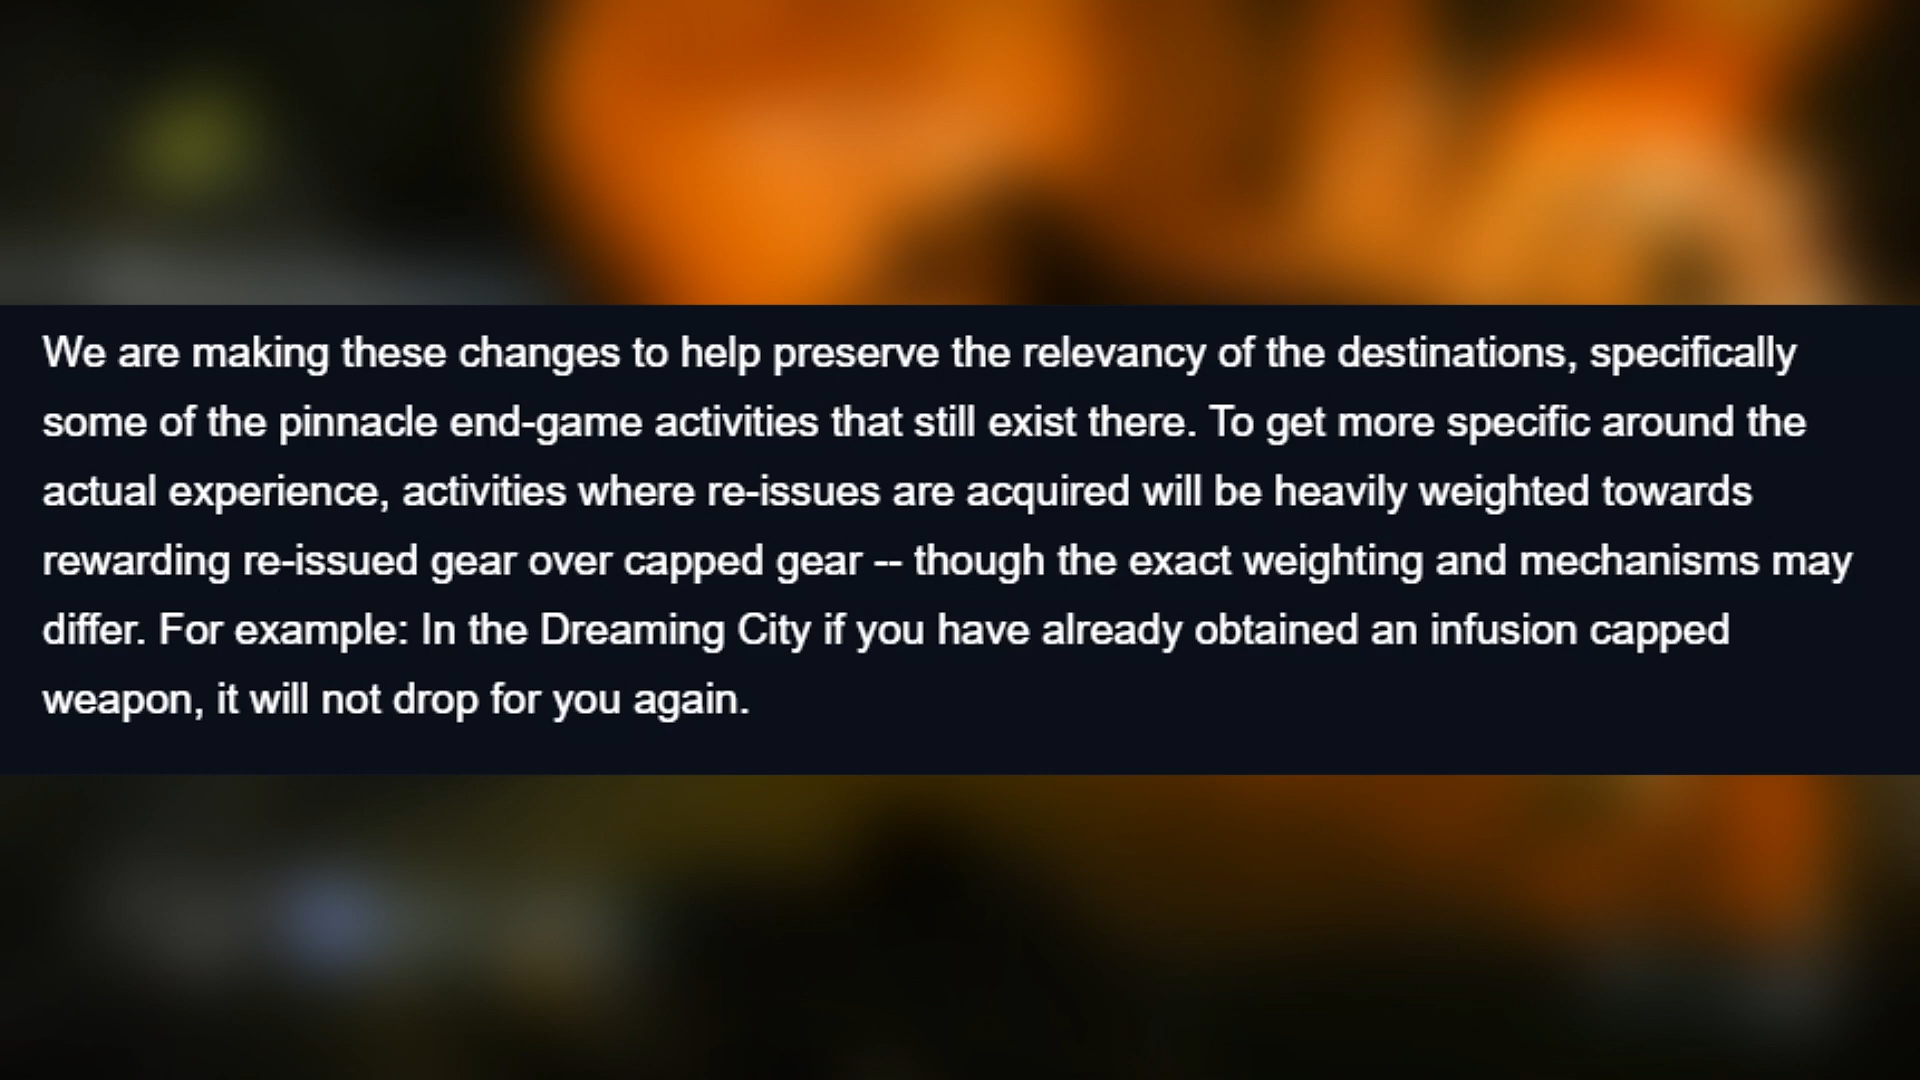 We are making these changes to help preserve the relevancy of the destinations, specifically
some of the pinnacle end-game activities that still exist there. To get more specific around the
actual experience, activities where re-issues are acquired will be heavily weighted towards
rewarding re-issued gear over capped gear -- though the exact weighting and mechanisms may
differ. For example: In the Dreaming City if you have already obtained an infusion capped
weapon, it will not drop for you again.